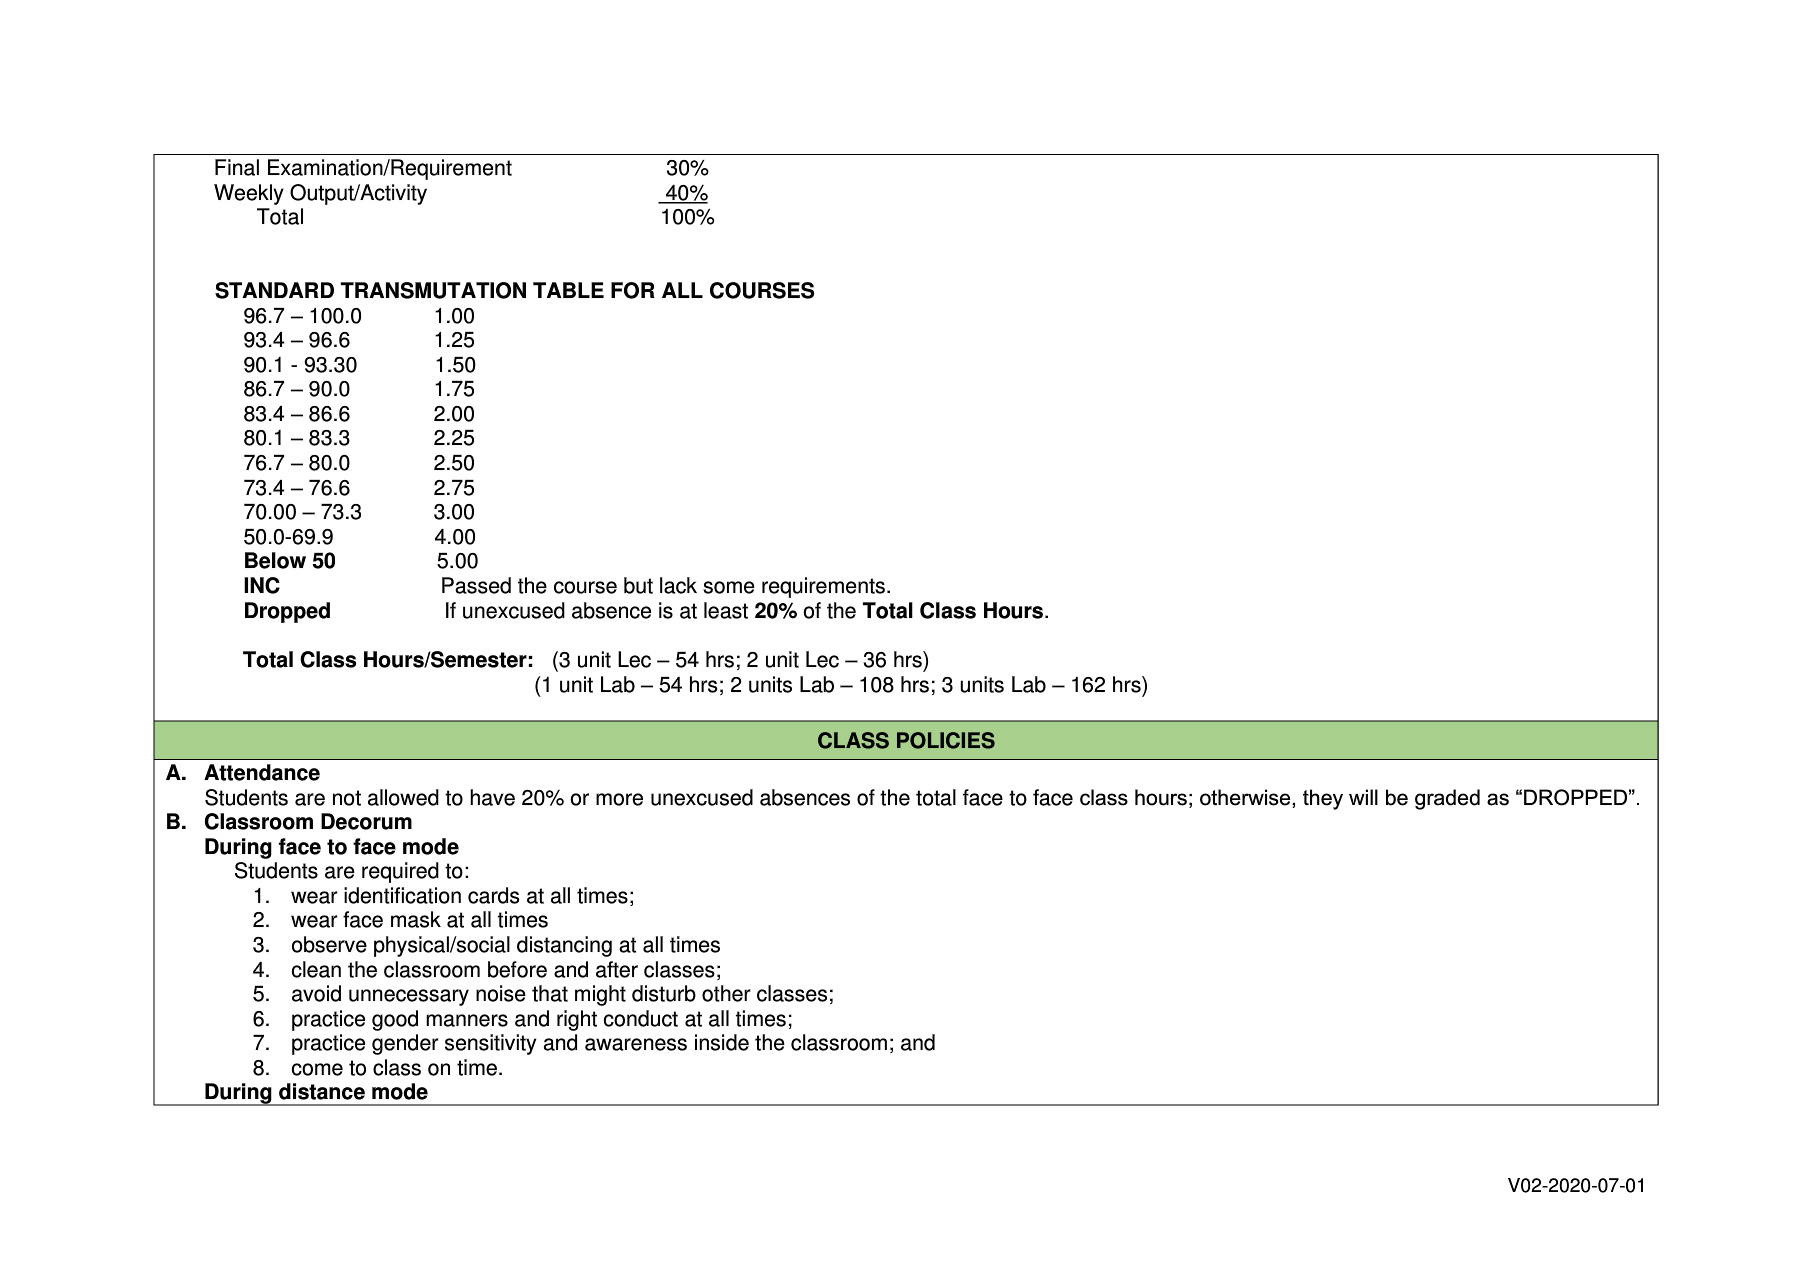 Final Examination/Requirement 30%
Weekly Output/Activity 40%
Total 100%
STANDARD TRANSMUTATION TABLE FOR ALL COURSES
96.7 – 100.0 1.00
93.4 – 96.6 1.25
90.1 - 93.30 1.50
86.7 – 90.0 1.75
83.4 – 86.6 2.00
80.1 – 83.3 2.25
76.7 – 80.0 2.50
73.4 – 76.6 2.75
70.00 – 73.3 3.00
50.0-69.9 4.00
Below 50 5.00
INC Passed the course but lack some requirements.
Dropped If unexcused absence is at least 20% of the Total Class Hours.
Total Class Hours/Semester: (3 unit Lec – 54 hrs; 2 unit Lec – 36 hrs)
(1 unit Lab – 54 hrs; 2 units Lab – 108 hrs; 3 units Lab – 162 hrs)
CLASS POLICIES
A. Attendance
Students are not allowed to have 20% or more unexcused absences of the total face to face class hours; otherwise, they will be graded as “DROPPED”.
B. Classroom Decorum
During face to face mode
Students are required to:
1. wear identification cards at all times;
2. wear face mask at all times
3. observe physical/social distancing at all times
4. clean the classroom before and after classes;
5. avoid unnecessary noise that might disturb other classes;
6. practice good manners and right conduct at all times;
7. practice gender sensitivity and awareness inside the classroom; and
8. come to class on time.
During distance mode
V02-2020-07-01